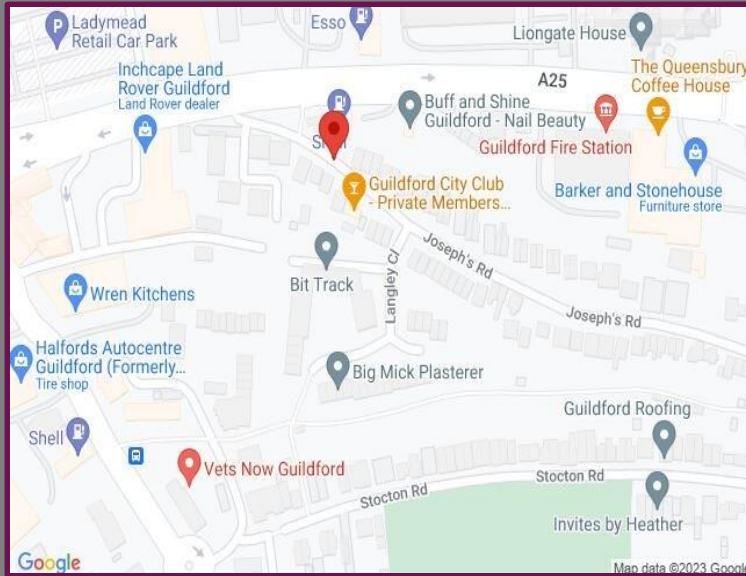 Ladymead
Retail Car Park
Esso
Liongate House
Inchcape Land
Rover Guildford
Land Rover dealer
A25
The Queensbury
Coffee House
Buff and Shine
Guildford - Nail Beauty
Guildford Fire Station
Guildford City Club
- Private Members...
Barker and Stonehouse
Furniture store
Joseph's Rd
Bit Track
Langley Cl
Wren Kitchens
Joseph's Rd
Halfords Autocentre
Guildford (Formerly...
Tire shop
Big Mick Plasterer
Guildford Roofing
Shell
Vets Now Guildford
Stocton Rd
Stocton Rd
Invites by Heather
Google
Map data ©2023 Google